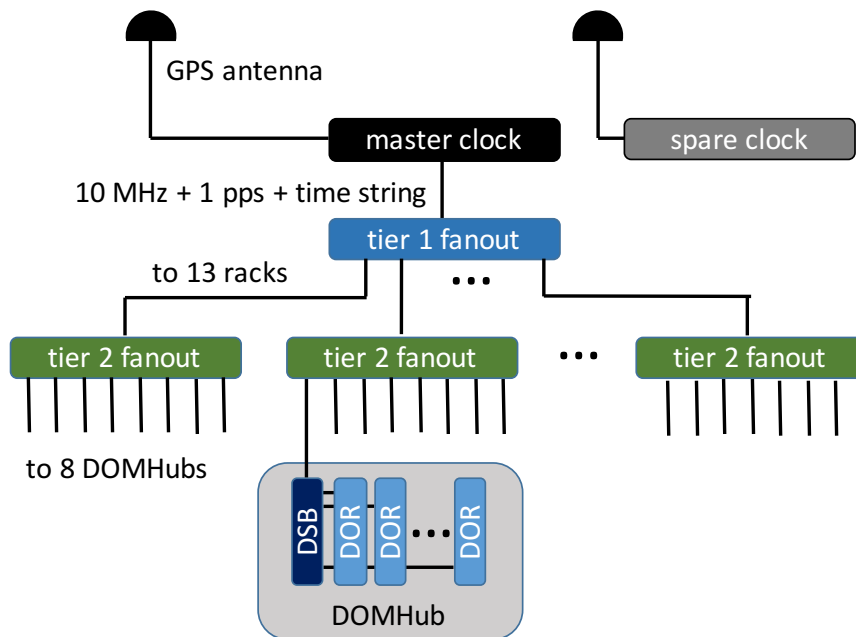 GPS antenna
master clock
spare clock
10 MHz + 1 pps + time string
tier 1 fanout
to 13 racks
...
tier 2 fanout
tier 2 fanout
...
tier 2 fanout
to 8 DOMHubs
DSB
DOR
DOR
...
DOR
DOMHub